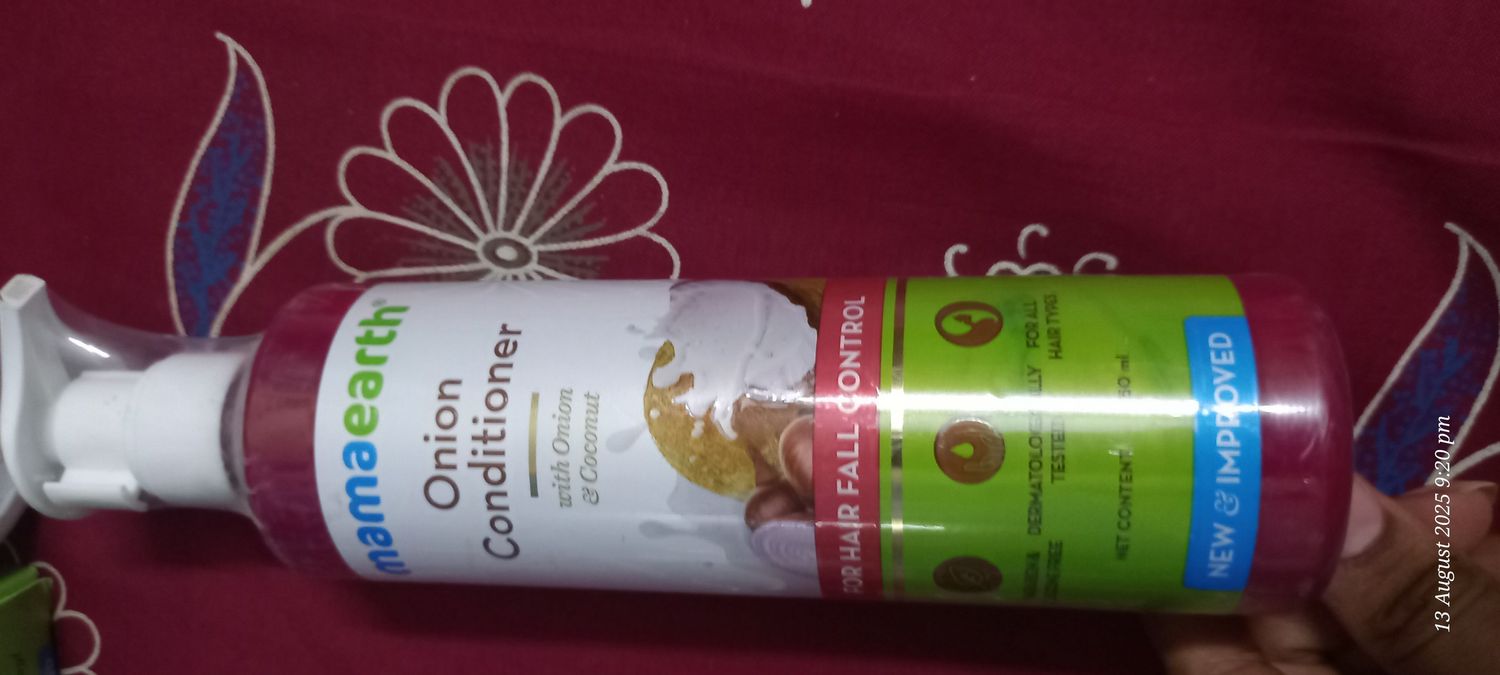 mamaearth®
Onion
Conditioner
with Onion
& Coconut
FOR HAIR FALL CONTROL
FREE
DERMATOLOGICALLY
TESTED
FOR ALL
HAIR TYPES
NET CONTENT
NEW & IMPROVED
13 August 2025 9:20 pm